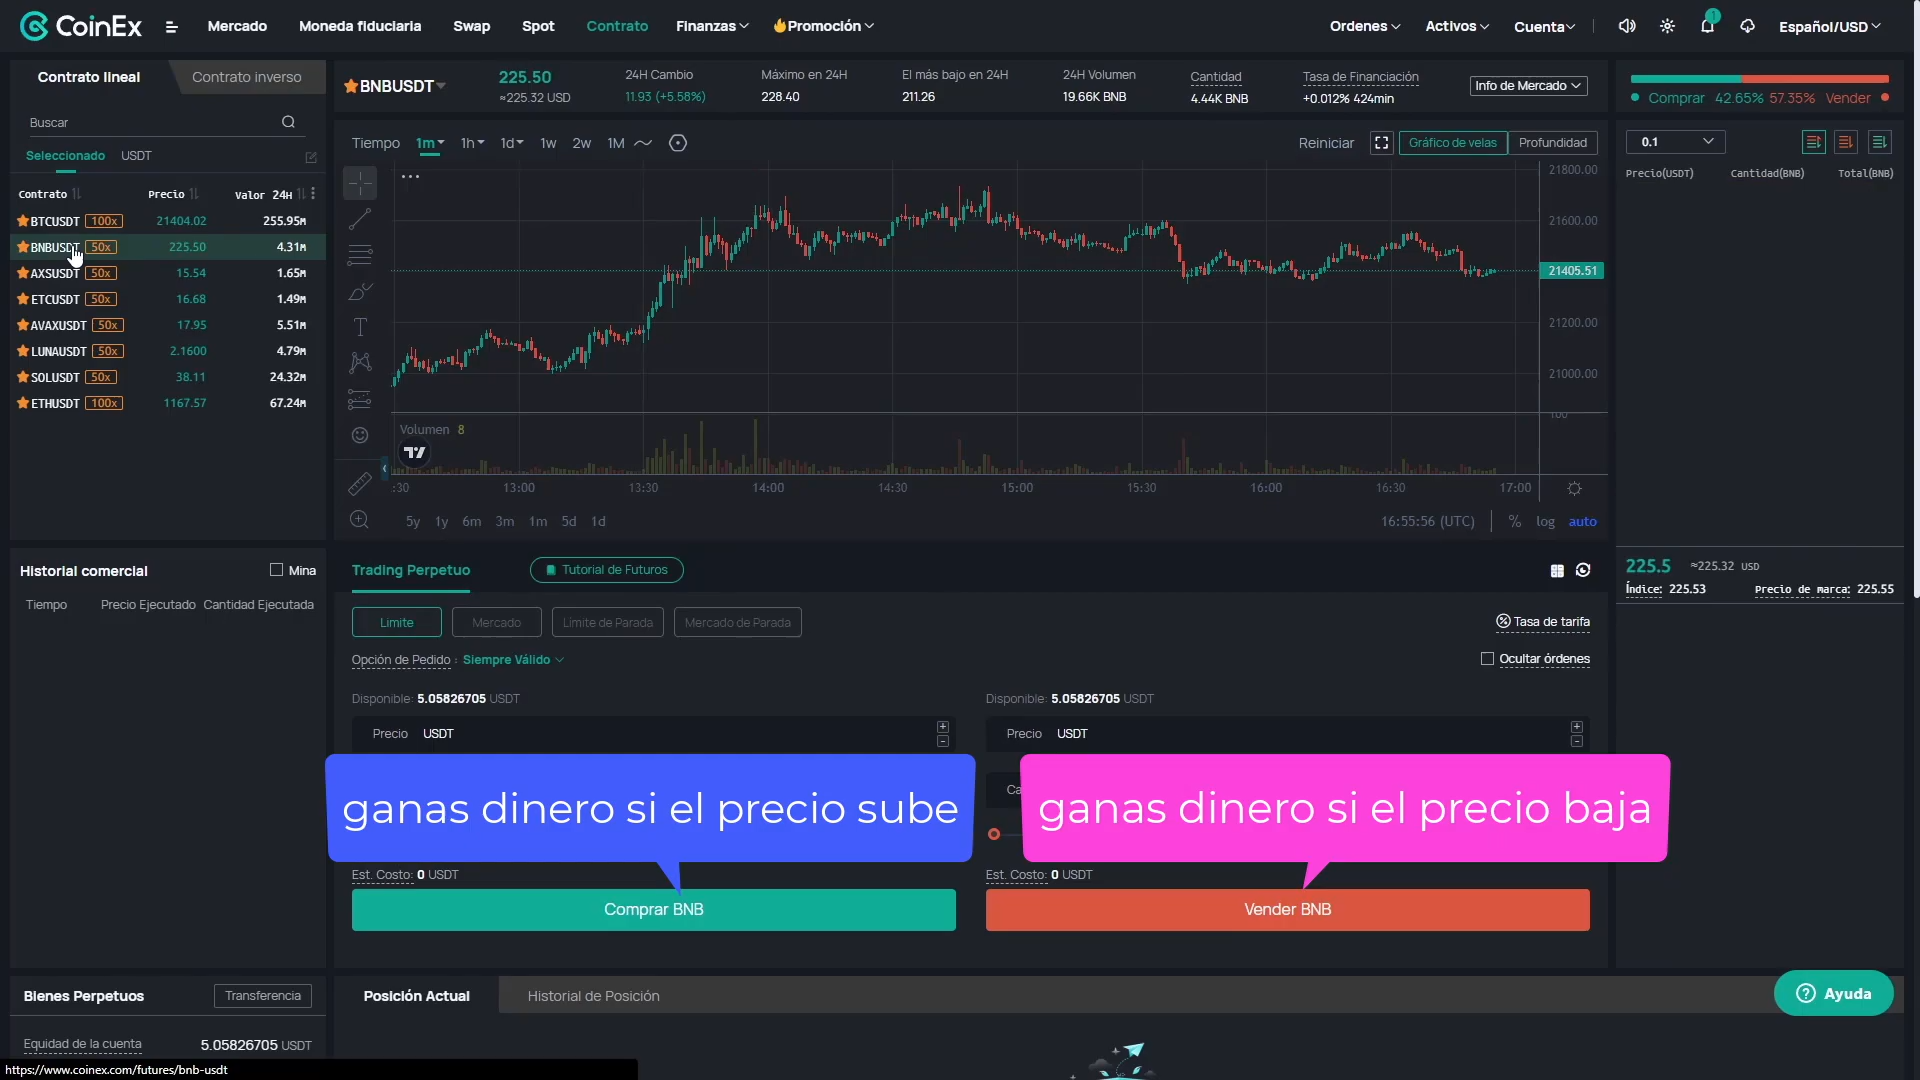 CoinEx
Mercado
Moneda fiduciaria
Swap
Spot
Contrato
Finanzas
Promoción
Ordenes
Activos
Cuenta
1
Español/USD
Contrato lineal
Contrato inverso
Buscar
Seleccionado
USDT
Contrato
Precio
Valor 24H
BTCUSDT 100x 21404.02 255.95M
BNBUSDT 50x 225.50 4.31M
AXSUSDT 50x 15.54 1.65M
ETCUSDT 50x 16.68 1.49M
AVAXUSDT 50x 17.95 5.51M
LUNAUSDT 50x 2.1600 4.79M
SOLUSDT 50x 38.11 24.32M
ETHUSDT 100x 1167.57 67.24M
BNBUSDT
225.50
≈225.32 USD
24H Cambio
11.93 (+5.58%)
Máximo en 24H
228.40
El más bajo en 24H
211.26
24H Volumen
19.66K BNB
Cantidad
4.44K BNB
Tasa de Financiación
+0.012% 424min
Info de Mercado
Comprar 42.65% 57.35% Vender
Tiempo 1m 1h 1d 1w 2w 1M
Reiniciar
Gráfico de velas
Profundidad
21800.00
21600.00
21405.51
21200.00
21000.00
100
Volumen 8
:30 13:00 13:30 14:00 14:30 15:00 15:30 16:00 16:30 17:00
5y 1y 6m 3m 1m 5d 1d
16:55:56 (UTC)
% log auto
0.1
Precio(USDT) Cantidad(BNB) Total(BNB)
225.5 ≈225.32 USD
Índice: 225.53 Precio de marca: 225.55
Historial comercial
Mina
Tiempo Precio Ejecutado Cantidad Ejecutada
Trading Perpetuo
Tutorial de Futuros
Limite
Mercado
Límite de Parada
Mercado de Parada
Tasa de tarifa
Opción de Pedido : Siempre Válido
Ocultar órdenes
Disponible: 5.05826705 USDT
Precio USDT
ganas dinero si el precio sube
Est. Costo: 0 USDT
Comprar BNB
Disponible: 5.05826705 USDT
Precio USDT
Ca
ganas dinero si el precio baja
Est. Costo: 0 USDT
Vender BNB
Bienes Perpetuos
Transferencia
Equidad de la cuenta 5.05826705 USDT
Posición Actual
Historial de Posición
Ayuda
https://www.coinex.com/futures/bnb-usdt